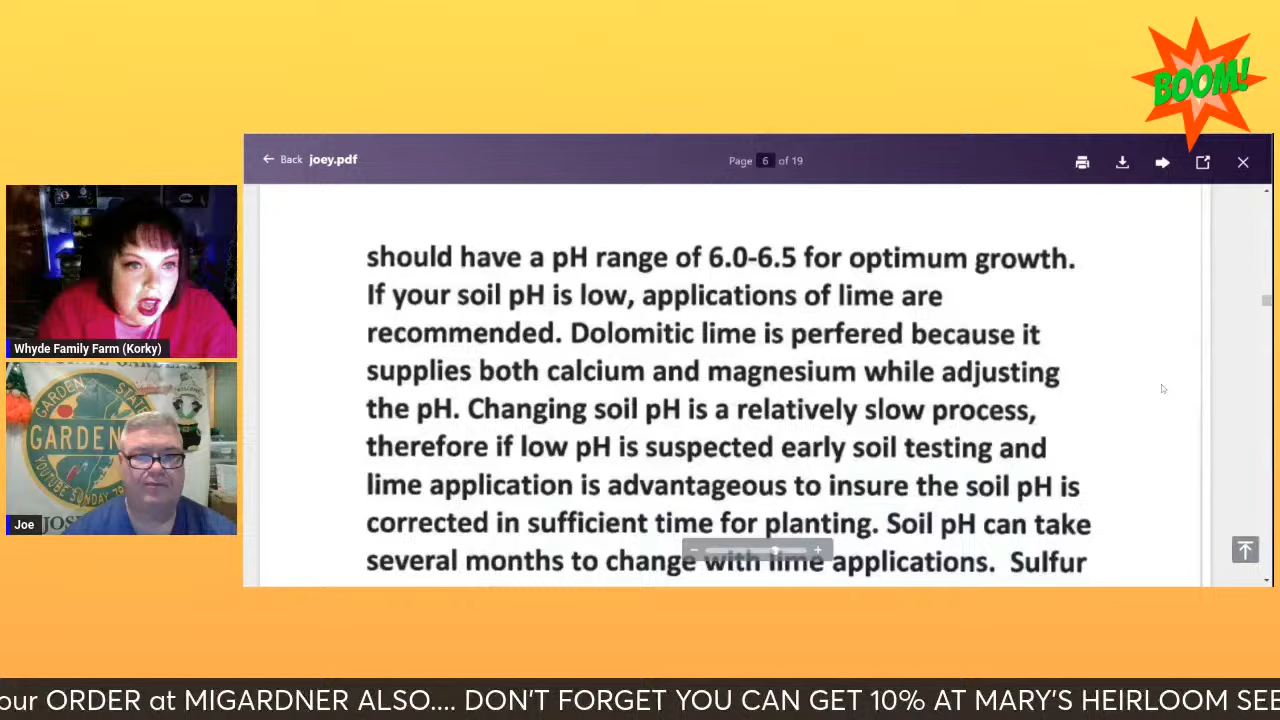 BOOM!
Back joey.pdf
Page 6 of 19
should have a pH range of 6.0-6.5 for optimum growth.
If your soil pH is low, applications of lime are
recommended. Dolomitic lime is perfered because it
supplies both calcium and magnesium while adjusting
the pH. Changing soil pH is a relatively slow process,
therefore if low pH is suspected early soil testing and
lime application is advantageous to insure the soil pH is
corrected in sufficient time for planting. Soil pH can take
several months to change with lime applications. Sulfur
Whyde Family Farm (Korky)
GARDEN STATE
GARDEN
YOUTUBE SUNDAY
Joe
our ORDER at MIGARDNER ALSO.... DON'T FORGET YOU CAN GET 10% AT MARY'S HEIRLOOM SEE